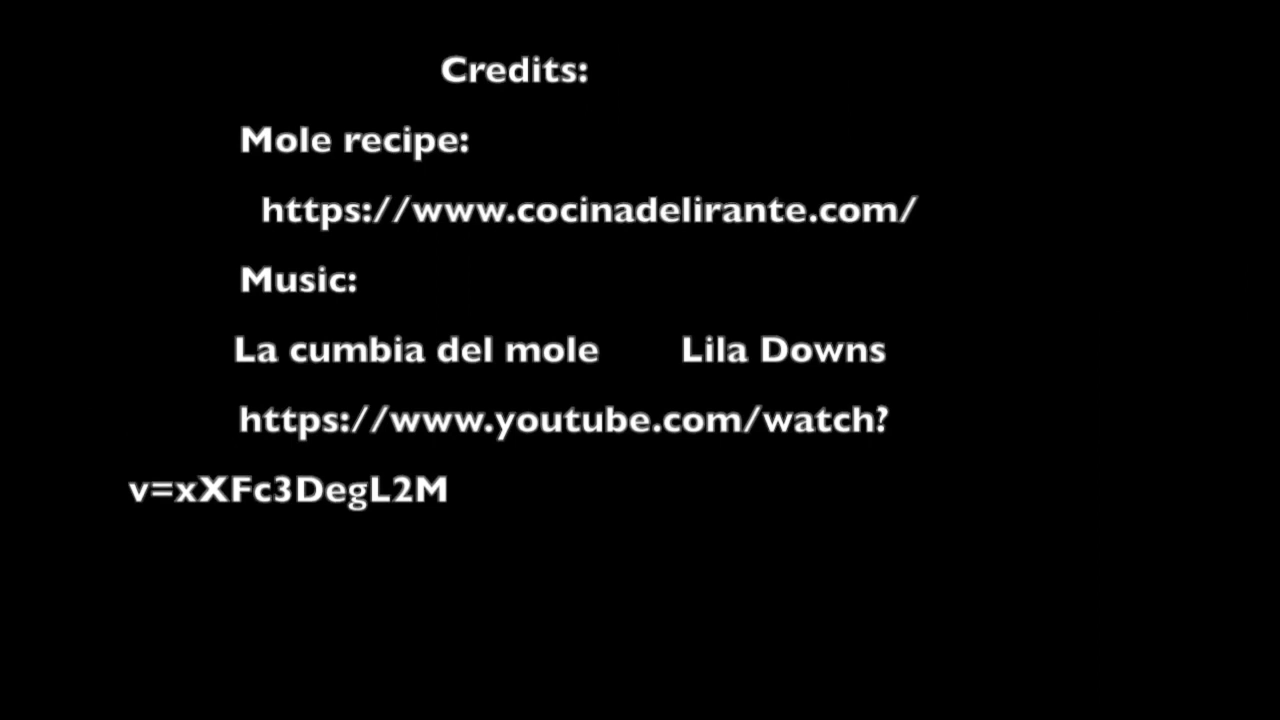 Credits:
Mole recipe:
https://www.cocinadelirante.com/
Music:
La cumbia del mole Lila Downs
https://www.youtube.com/watch?
v=xXFc3DegL2M